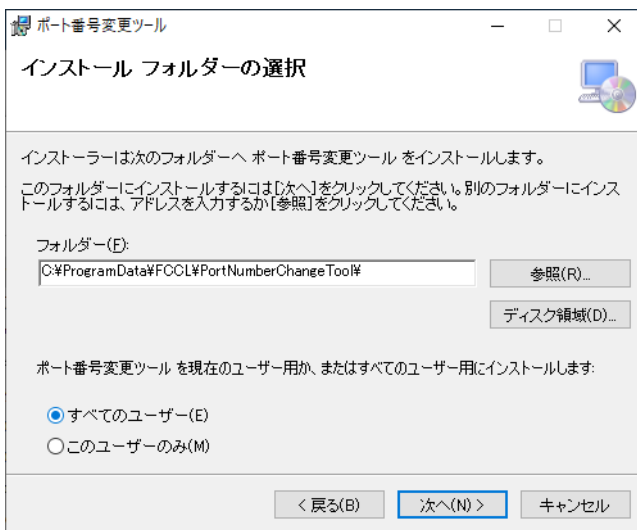 ポート番号変更ツール
インストール フォルダーの選択
インストーラーは次のフォルダーへ ポート番号変更ツール をインストールします。
このフォルダーにインストールするには[次へ]をクリックしてください。別のフォルダーにインス
トールするには、アドレスを入力するか[参照]をクリックしてください。
フォルダー(F):
C:¥ProgramData¥FCCL¥PortNumberChangeTool¥
参照(R)...
ディスク領域(D)...
ポート番号変更ツール を現在のユーザー用か、またはすべてのユーザー用にインストールします:
すべてのユーザー(E)
このユーザーのみ(M)
< 戻る(B)
次へ(N) >
キャンセル